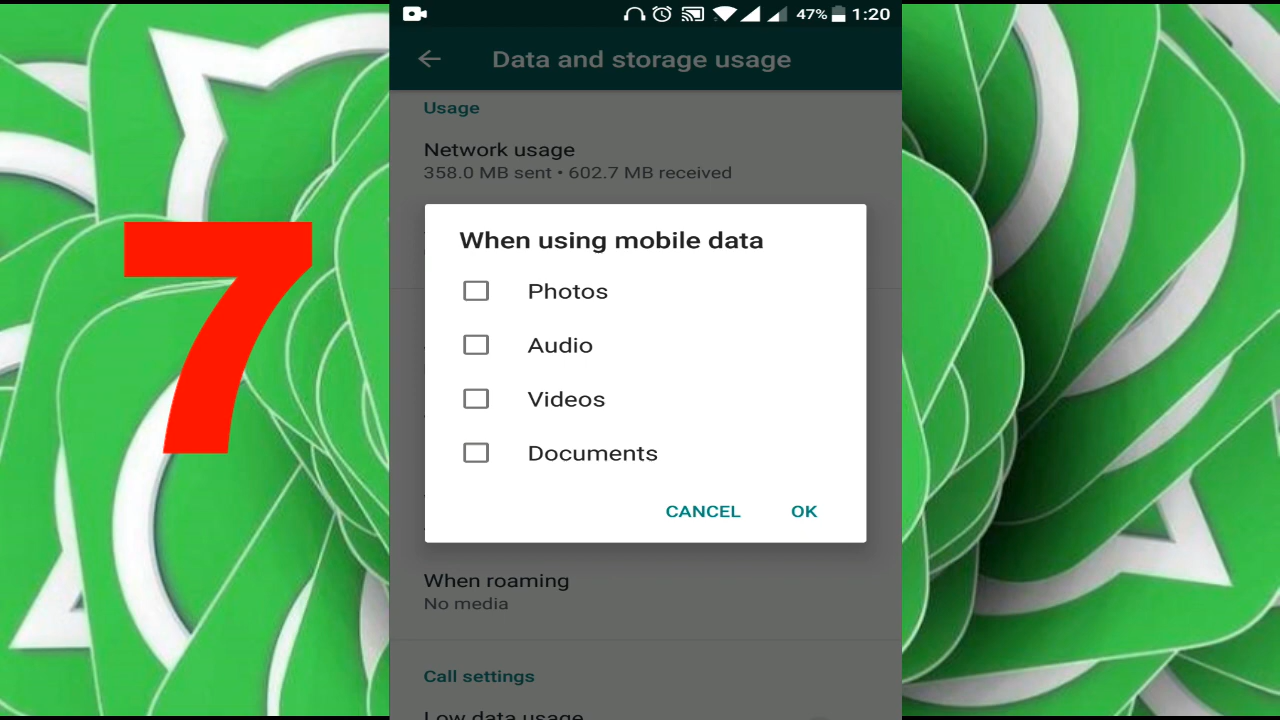 47% 1:20
Data and storage usage
Usage
Network usage
358.0 MB sent • 602.7 MB received
7
When using mobile data
Photos
Audio
Videos
Documents
CANCEL OK
When roaming
No media
Call settings
Low data usage